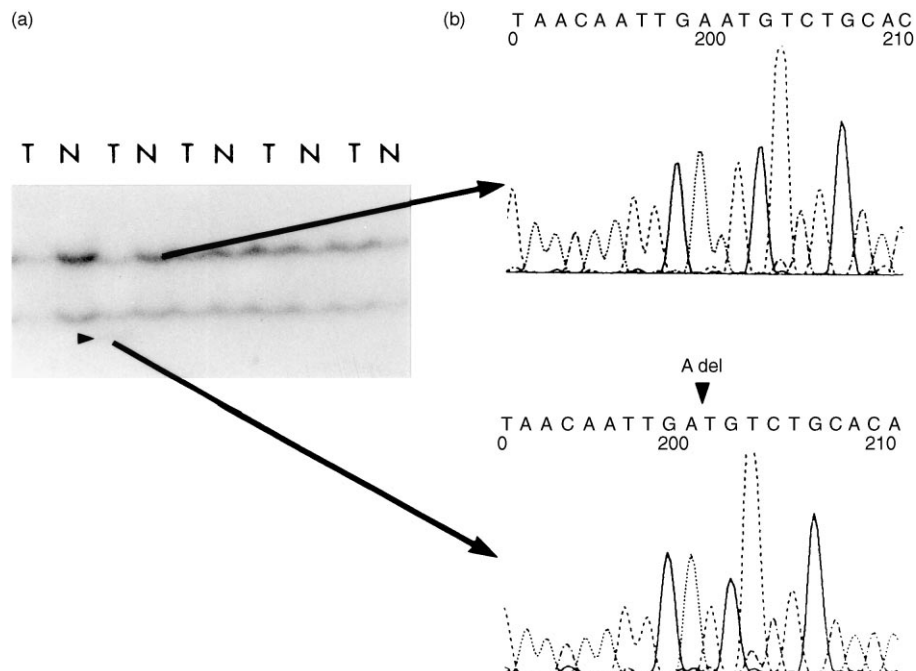 (a)
(b)
T A A C A A T T G A A T G T C T G C A C
0 200 210
T N T N T N T N T N
A del
T A A C A A T T G A T G T C T G C A C A
0 200 210